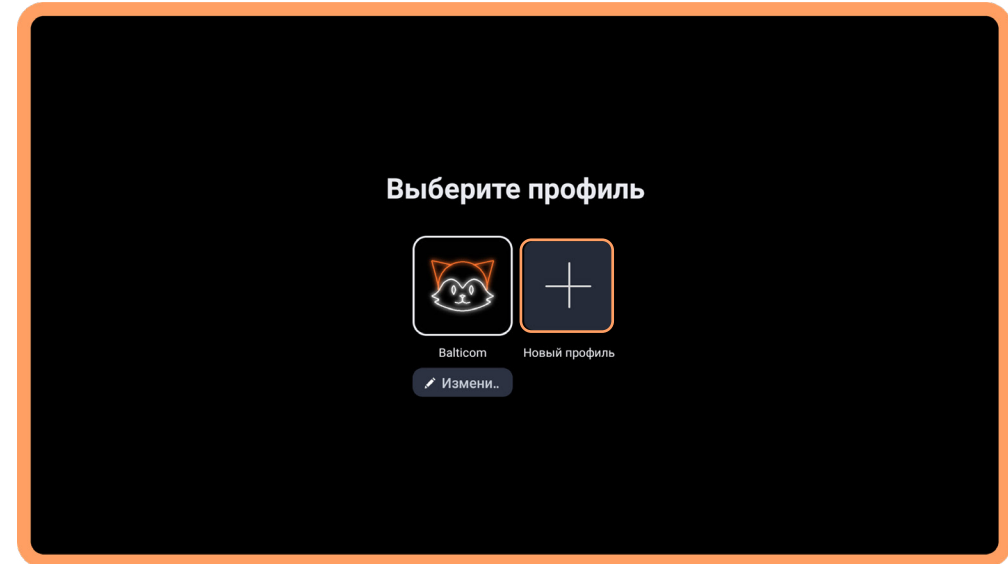 Выберите профиль
Balticom
Новый профиль
Измени..